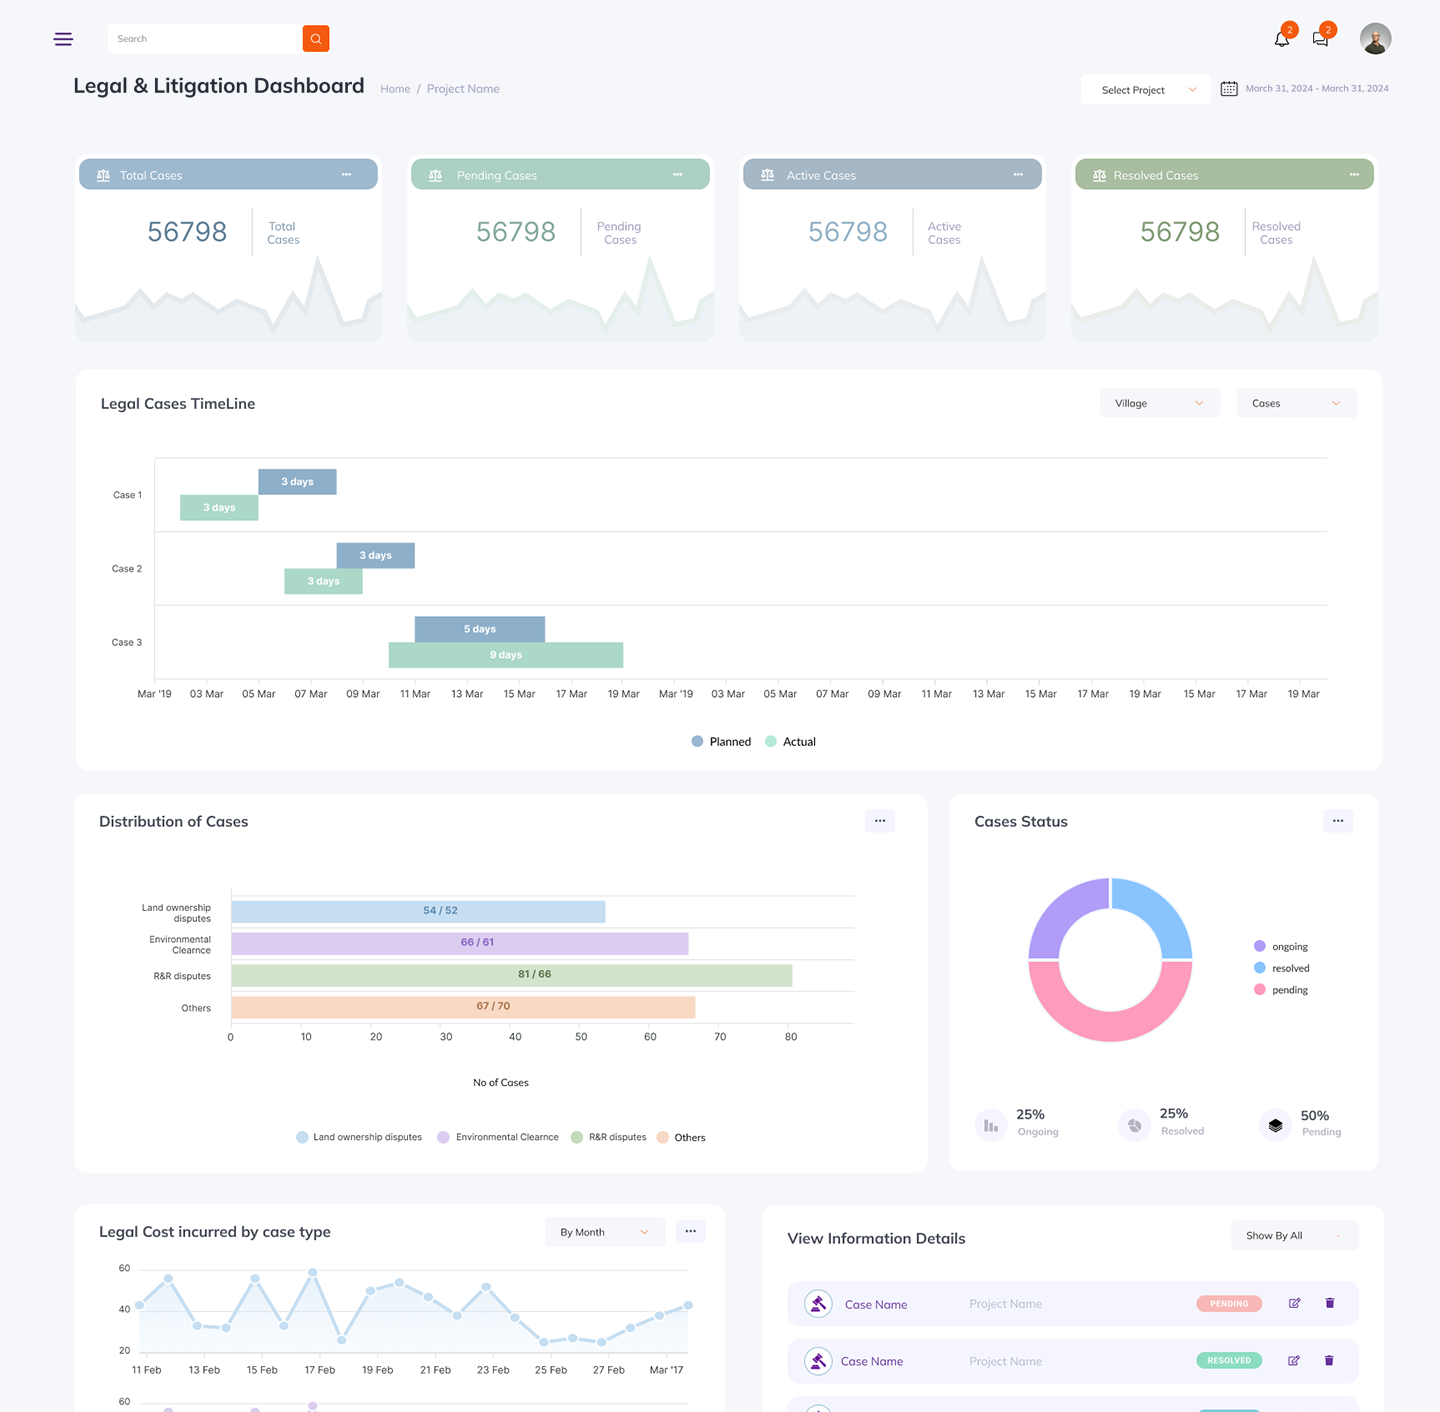 Search
2
2
Legal & Litigation Dashboard
Home / Project Name
Select Project
March 31, 2024 - March 31, 2024
Total Cases
56798
Total
Cases
Pending Cases
56798
Pending
Cases
Active Cases
56798
Active
Cases
Resolved Cases
56798
Resolved
Cases
Legal Cases TimeLine
Village
Cases
Case 1
3 days
3 days
Case 2
3 days
3 days
Case 3
5 days
9 days
Mar '19 03 Mar 05 Mar 07 Mar 09 Mar 11 Mar 13 Mar 15 Mar 17 Mar 19 Mar Mar '19 03 Mar 05 Mar 07 Mar 09 Mar 11 Mar 13 Mar 15 Mar 17 Mar 19 Mar 15 Mar 17 Mar 19 Mar
Planned Actual
Distribution of Cases
Land ownership
disputes
54 / 52
Environmental
Clearnce
66 / 61
R&R disputes
81 / 66
Others
67 / 70
0 10 20 30 40 50 60 70 80
No of Cases
Land ownership disputes Environmental Clearnce R&R disputes Others
Cases Status
ongoing
resolved
pending
25%
Ongoing
25%
Resolved
50%
Pending
Legal Cost incurred by case type
By Month
60
40
20
11 Feb 13 Feb 15 Feb 17 Feb 19 Feb 21 Feb 23 Feb 25 Feb 27 Feb Mar '17
60
View Information Details
Show By All
Case Name Project Name PENDING
Case Name Project Name RESOLVED